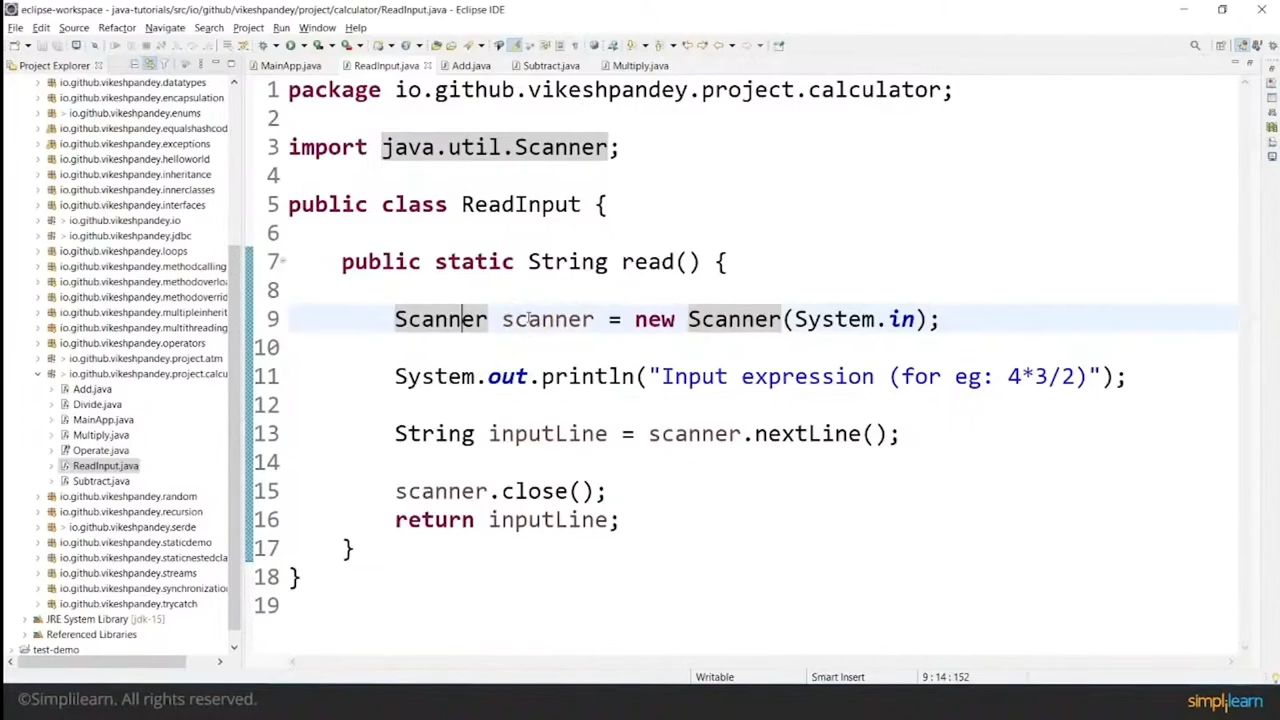 eclipse-workspace - java-tutorials/src/io/github/vikeshpandey/project/calculator/ReadInput.java - Eclipse IDE
File Edit Source Refactor Navigate Search Project Run Window Help
Project Explorer
MainApp.java ReadInput.java Add.java Subtract.java Multiply.java
io.github.vikeshpandey.datatypes
io.github.vikeshpandey.encapsulation
> io.github.vikeshpandey.enums
io.github.vikeshpandey.equalshashcod
io.github.vikeshpandey.exceptions
io.github.vikeshpandey.helloworld
io.github.vikeshpandey.inheritance
io.github.vikeshpandey.innerclasses
io.github.vikeshpandey.interfaces
> io.github.vikeshpandey.io
> io.github.vikeshpandey.jdbc
io.github.vikeshpandey.loops
io.github.vikeshpandey.methodcalling
io.github.vikeshpandey.methodoverloa
io.github.vikeshpandey.methodoverrid
io.github.vikeshpandey.multipleinherit
io.github.vikeshpandey.multithreading
io.github.vikeshpandey.operators
> io.github.vikeshpandey.project.atm
> io.github.vikeshpandey.project.calcu
Add.java
Divide.java
MainApp.java
Multiply.java
Operate.java
ReadInput.java
Subtract.java
io.github.vikeshpandey.random
io.github.vikeshpandey.recursion
> io.github.vikeshpandey.serde
io.github.vikeshpandey.staticdemo
io.github.vikeshpandey.staticnestedcla
io.github.vikeshpandey.streams
io.github.vikeshpandey.synchronizatio
io.github.vikeshpandey.trycatch
JRE System Library [jdk-15]
Referenced Libraries
test-demo
1 package io.github.vikeshpandey.project.calculator;
2
3 import java.util.Scanner;
4
5 public class ReadInput {
6
7 public static String read() {
8
9 Scanner scanner = new Scanner(System.in);
10
11 System.out.println("Input expression (for eg: 4*3/2)");
12
13 String inputLine = scanner.nextLine();
14
15 scanner.close();
16 return inputLine;
17 }
18 }
19
Writable Smart Insert 9 : 14 : 152
©Simplilearn. All rights reserved.
simplilearn